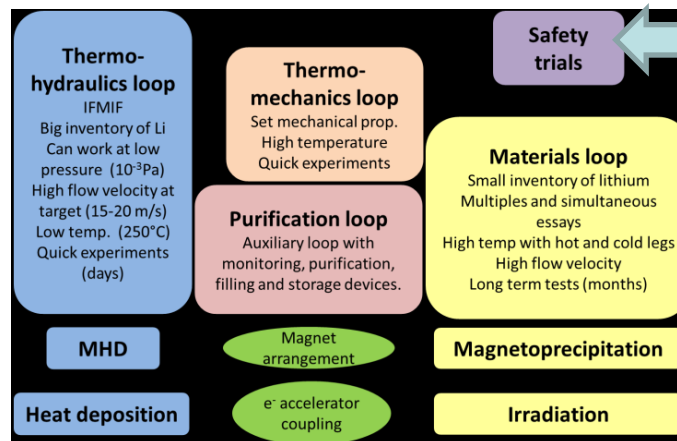 Thermo-
hydraulics loop
IFMIF
Big inventory of Li
Can work at low
pressure (10⁻³Pa)
High flow velocity at
target (15-20 m/s)
Low temp. (250°C)
Quick experiments
(days)
Thermo-
mechanics loop
Set mechanical prop.
High temperature
Quick experiments
Safety
trials
Purification loop
Auxiliary loop with
monitoring, purification,
filling and storage devices.
Materials loop
Small inventory of lithium
Multiples and simultaneous
essays
High temp with hot and cold legs
High flow velocity
Long term tests (months)
MHD
Magnet
arrangement
Magnetoprecipitation
Heat deposition
e⁻ accelerator
coupling
Irradiation